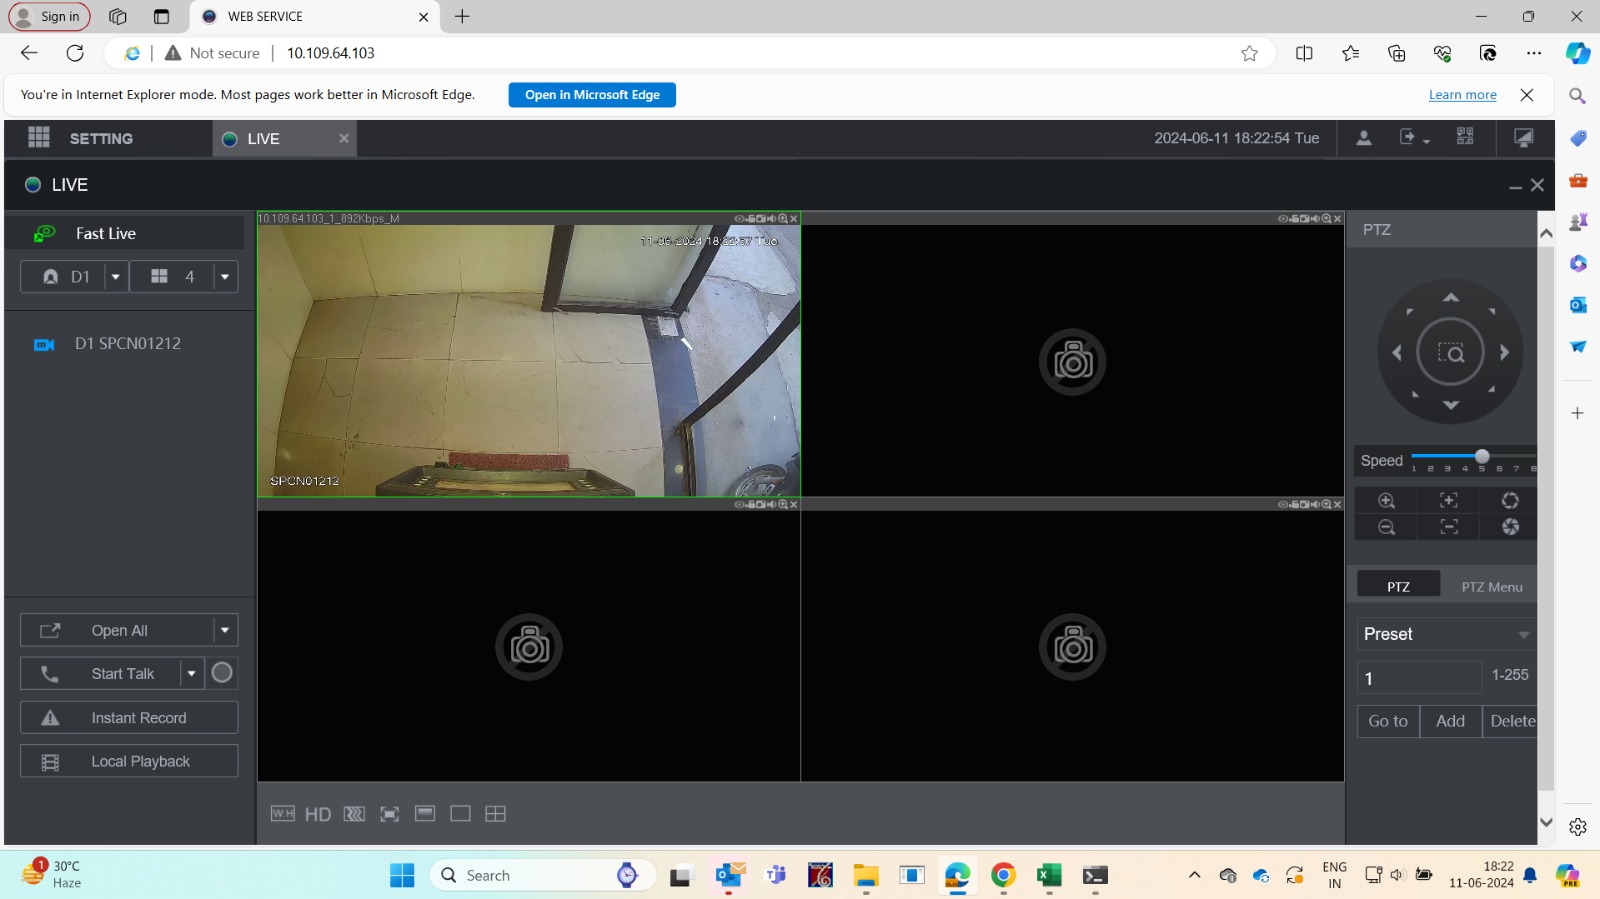 Sign in
WEB SERVICE
Not secure
10.109.64.103
You're in Internet Explorer mode. Most pages work better in Microsoft Edge.
Open in Microsoft Edge
Learn more
SETTING
LIVE
2024-06-11 18:22:54 Tue
LIVE
Fast Live
D1
4
D1 SPCN01212
10.109.64.103_1_892Kbps_M
11-06-2024 18:22:57 Tue
SPCN01212
PTZ
Speed
1 2 3 4 5 6 7 8
PTZ
PTZ Menu
Preset
1
1-255
Go to
Add
Delete
Open All
Start Talk
Instant Record
Local Playback
W:H
HD
1
30°C
Haze
Search
ENG
IN
18:22
11-06-2024
PRE